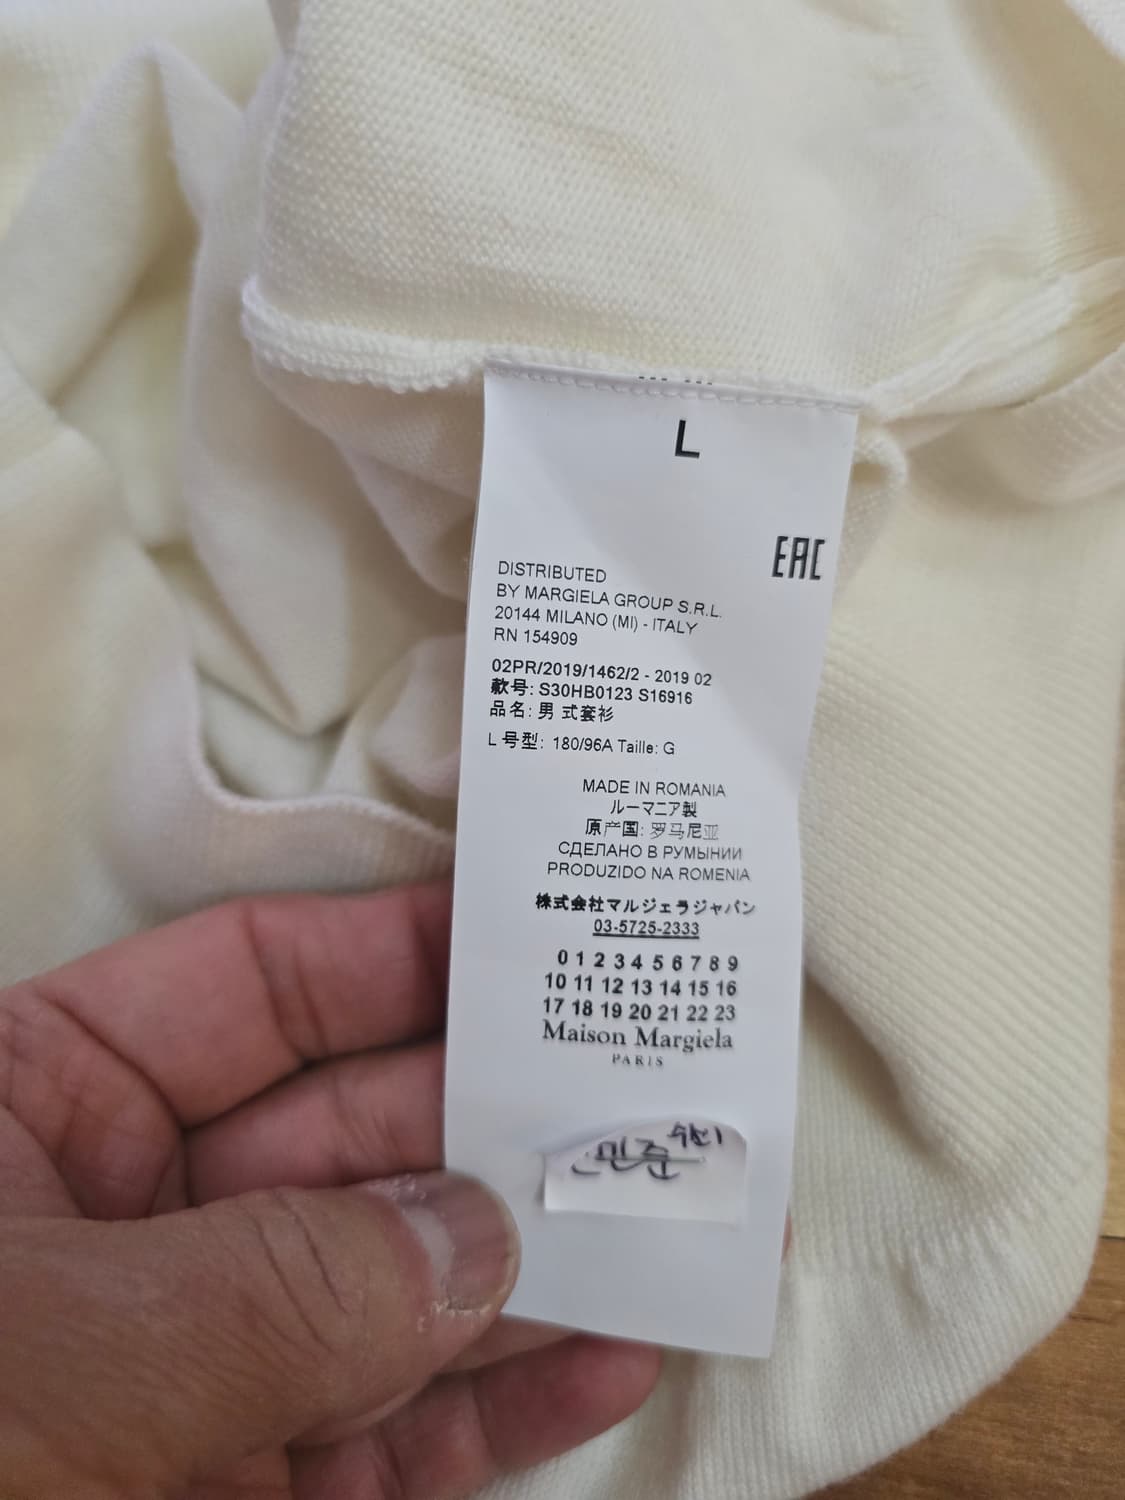 L
EAC
DISTRIBUTED
BY MARGIELA GROUP S.R.L.
20144 MILANO (MI) - ITALY
RN 154909
02PR/2019/1462/2 - 2019 02
款号: S30HB0123 S16916
品名: 男 式套衫
L 号型: 180/96A Taille: G
MADE IN ROMANIA
ルーマニア製
原产国: 罗马尼亚
СДЕЛАНО В РУМЫНИИ
PRODUZIDO NA ROMENIA
株式会社マルジェラジャパン
03-5725-2333
0 1 2 3 4 5 6 7 8 9
10 11 12 13 14 15 16
17 18 19 20 21 22 23
Maison Margiela
PARIS
민준